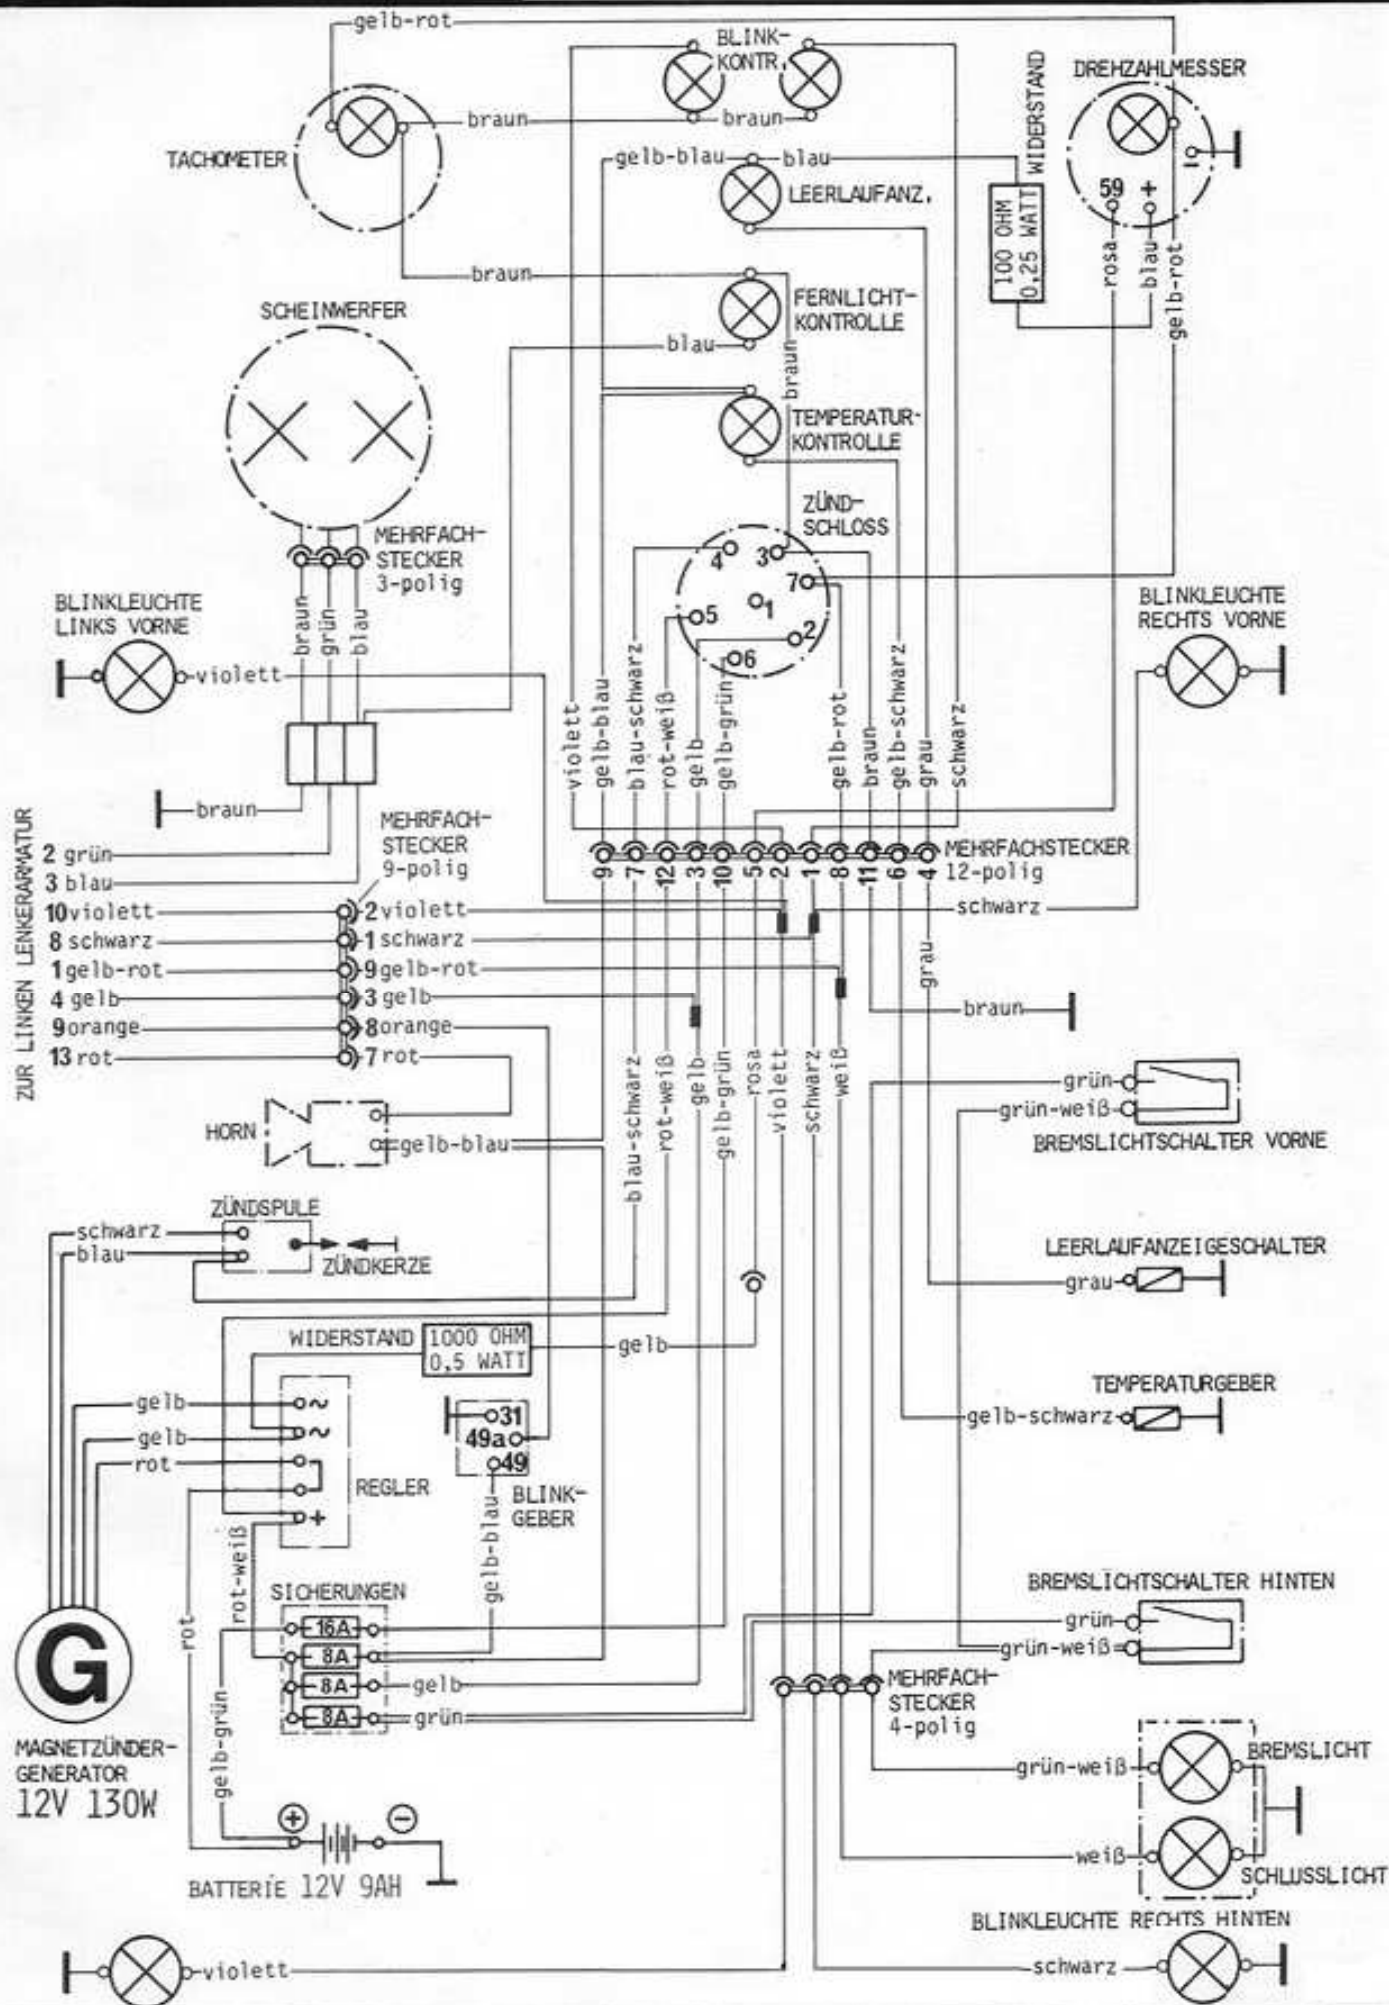 gelb-rot
BLINK-
KONTR.
DREHZAHLMESSER
WIDERSTAND
100 OHM
0,25 WATT
braun
braun
TACHOMETER
gelb-blau
blau
LEERLAUFANZ.
59
+
rosa
blau
gelb-rot
braun
SCHEINWERFER
FERNLICHT-
KONTROLLE
blau
braun
TEMPERATUR-
KONTROLLE
ZÜND-
SCHLOSS
4
3
7
1
5
2
6
MEHRFACH-
STECKER
3-polig
BLINKLEUCHTE
LINKS VORNE
braun
grün
blau
violett
BLINKLEUCHTE
RECHTS VORNE
violett
gelb-blau
blau-schwarz
rot-weiß
gelb
gelb-grün
gelb-rot
braun
gelb-schwarz
grau
schwarz
braun
ZUR LINKEN LENKERARMATUR
MEHRFACH-
STECKER
9-polig
2 grün
3 blau
MEHRFACHSTECKER
12-polig
9
7
12
3
10
5
2
1
8
11
6
4
10 violett
2 violett
schwarz
8 schwarz
1 schwarz
1 gelb-rot
9 gelb-rot
grau
4 gelb
3 gelb
braun
9 orange
8 orange
13 rot
7 rot
blau-schwarz
rot-weiß
gelb
gelb-grün
rosa
violett
schwarz
weiß
grün
grün-weiß
BREMSLICHTSCHALTER VORNE
HORN
gelb-blau
ZÜNDSPULE
schwarz
blau
ZÜNDKERZE
LEERLAUFANZEIGESCHALTER
grau
WIDERSTAND
1000 OHM
0,5 WATT
gelb
TEMPERATURGEBER
gelb-schwarz
gelb
~
gelb
~
rot
+
REGLER
31
49a
49
BLINK-
GEBER
gelb-blau
rot-weiß
rot
SICHERUNGEN
16A
8A
8A
gelb
8A
grün
gelb-grün
BREMSLICHTSCHALTER HINTEN
grün
grün-weiß
MEHRFACH-
STECKER
4-polig
G
MAGNETZÜNDER-
GENERATOR
12V 130W
grün-weiß
BREMSLICHT
+
−
BATTERIE 12V 9AH
weiß
SCHLUSSLICHT
BLINKLEUCHTE RECHTS HINTEN
violett
schwarz